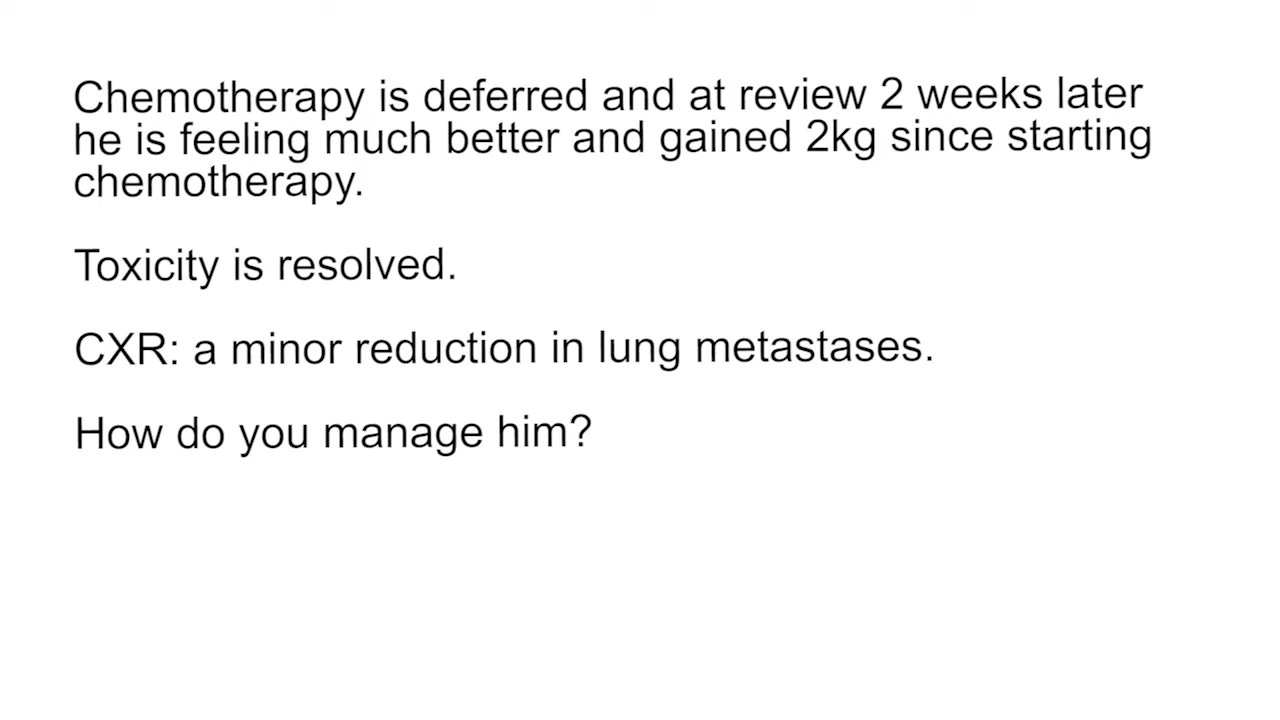 Chemotherapy is deferred and at review 2 weeks later
he is feeling much better and gained 2kg since starting
chemotherapy.
Toxicity is resolved.
CXR: a minor reduction in lung metastases.
How do you manage him?